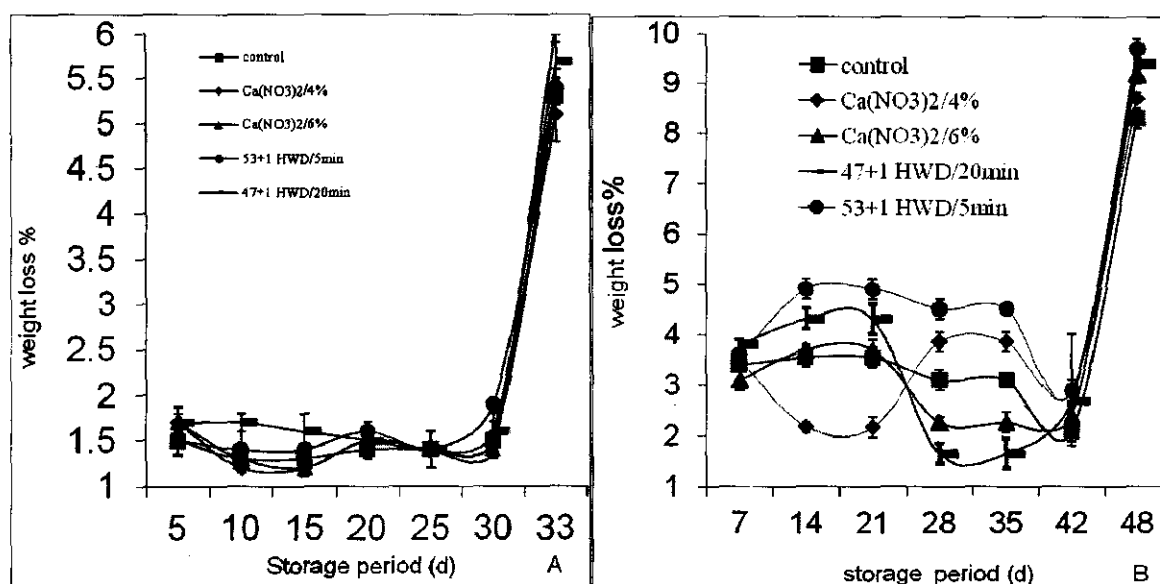 6
5.5
5
4.5
4
3.5
3
2.5
2
1.5
1
weight loss %
control
Ca(NO3)2/4%
Ca(NO3)2/6%
53+1 HWD/5min
47+1 HWD/20min
5 10 15 20 25 30 33
Storage period (d) A
10
9
8
7
6
5
4
3
2
1
weight loss%
control
Ca(NO3)2/4%
Ca(NO3)2/6%
47+1 HWD/20min
53+1 HWD/5min
7 14 21 28 35 42 48
storage period (d) B